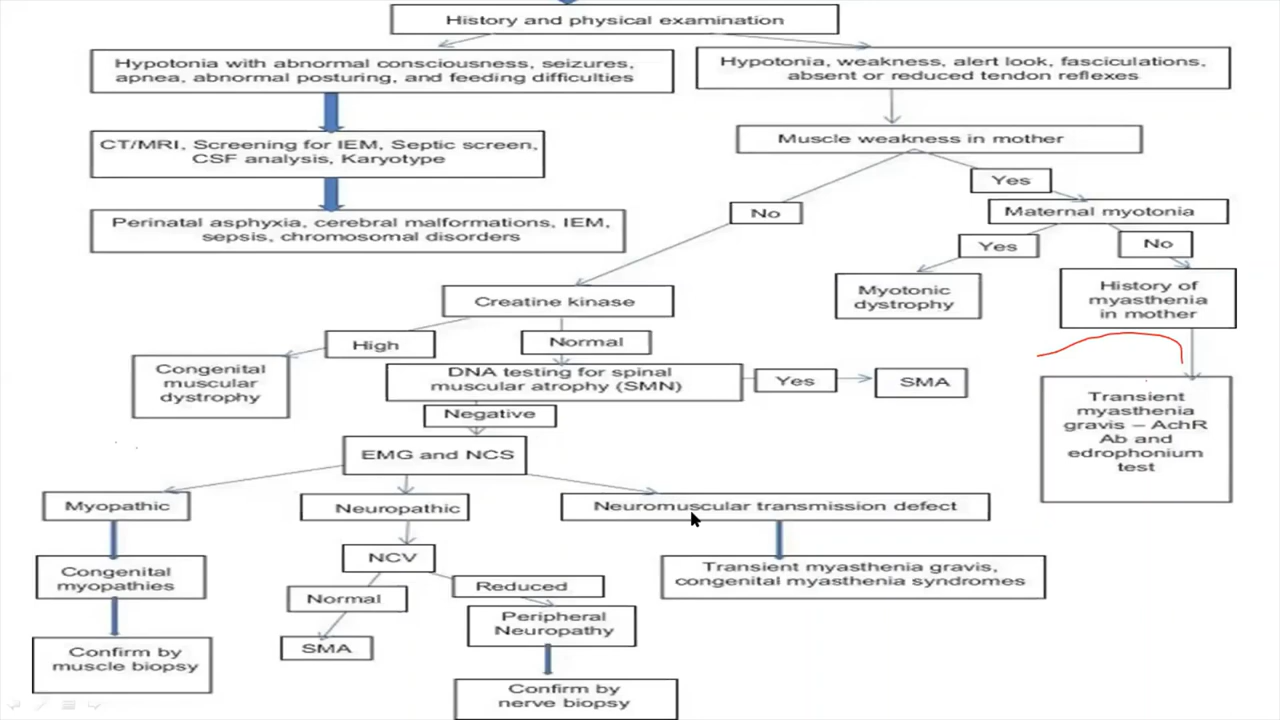 History and physical examination
Hypotonia with abnormal consciousness, seizures,
apnea, abnormal posturing, and feeding difficulties
Hypotonia, weakness, alert look, fasciculations,
absent or reduced tendon reflexes
CT/MRI, Screening for IEM, Septic screen,
CSF analysis, Karyotype
Muscle weakness in mother
Yes
No
Perinatal asphyxia, cerebral malformations, IEM,
sepsis, chromosomal disorders
Maternal myotonia
Yes
No
Myotonic
dystrophy
History of
myasthenia
in mother
Creatine kinase
High
Normal
Congenital
muscular
dystrophy
DNA testing for spinal
muscular atrophy (SMN)
Yes
SMA
Transient
myasthenia
gravis – AchR
Ab and
edrophonium
test
Negative
EMG and NCS
Myopathic
Neuropathic
Neuromuscular transmission defect
Congenital
myopathies
NCV
Transient myasthenia gravis,
congenital myasthenia syndromes
Normal
Reduced
Confirm by
muscle biopsy
SMA
Peripheral
Neuropathy
Confirm by
nerve biopsy